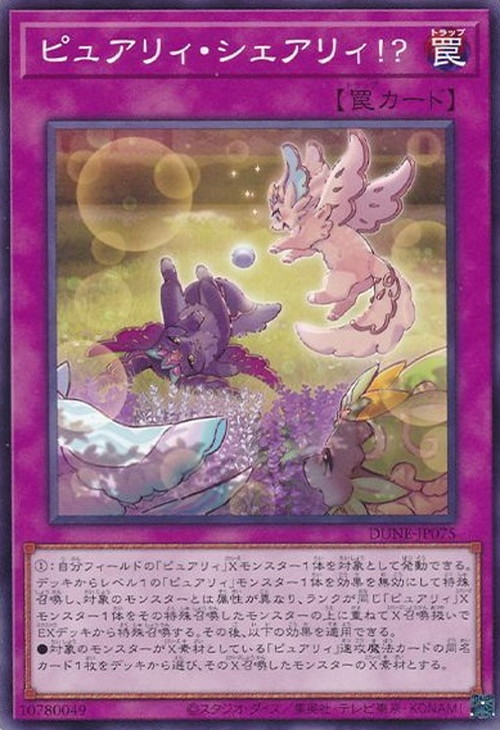 ピュアリィ・シェアリィ!?
トラップ
罠
【罠カード】
DUNE-JP075
①:自分フィールドの「ピュアリィ」Xモンスター1体を対象として発動できる。
デッキからレベル1の「ピュアリィ」モンスター1体を効果を無効にして特殊
召喚し、対象のモンスターとは属性が異なり、ランクが同じ「ピュアリィ」X
モンスター1体をその特殊召喚したモンスターの上に重ねてX召喚扱いで
EXデッキから特殊召喚する。その後、以下の効果を適用できる。
●対象のモンスターがX素材としている「ピュアリィ」速攻魔法カードの同名
カード1枚をデッキから選び、そのX召喚したモンスターのX素材とする。
10780049
©スタジオ・ダイス/集英社・テレビ東京・KONAMI